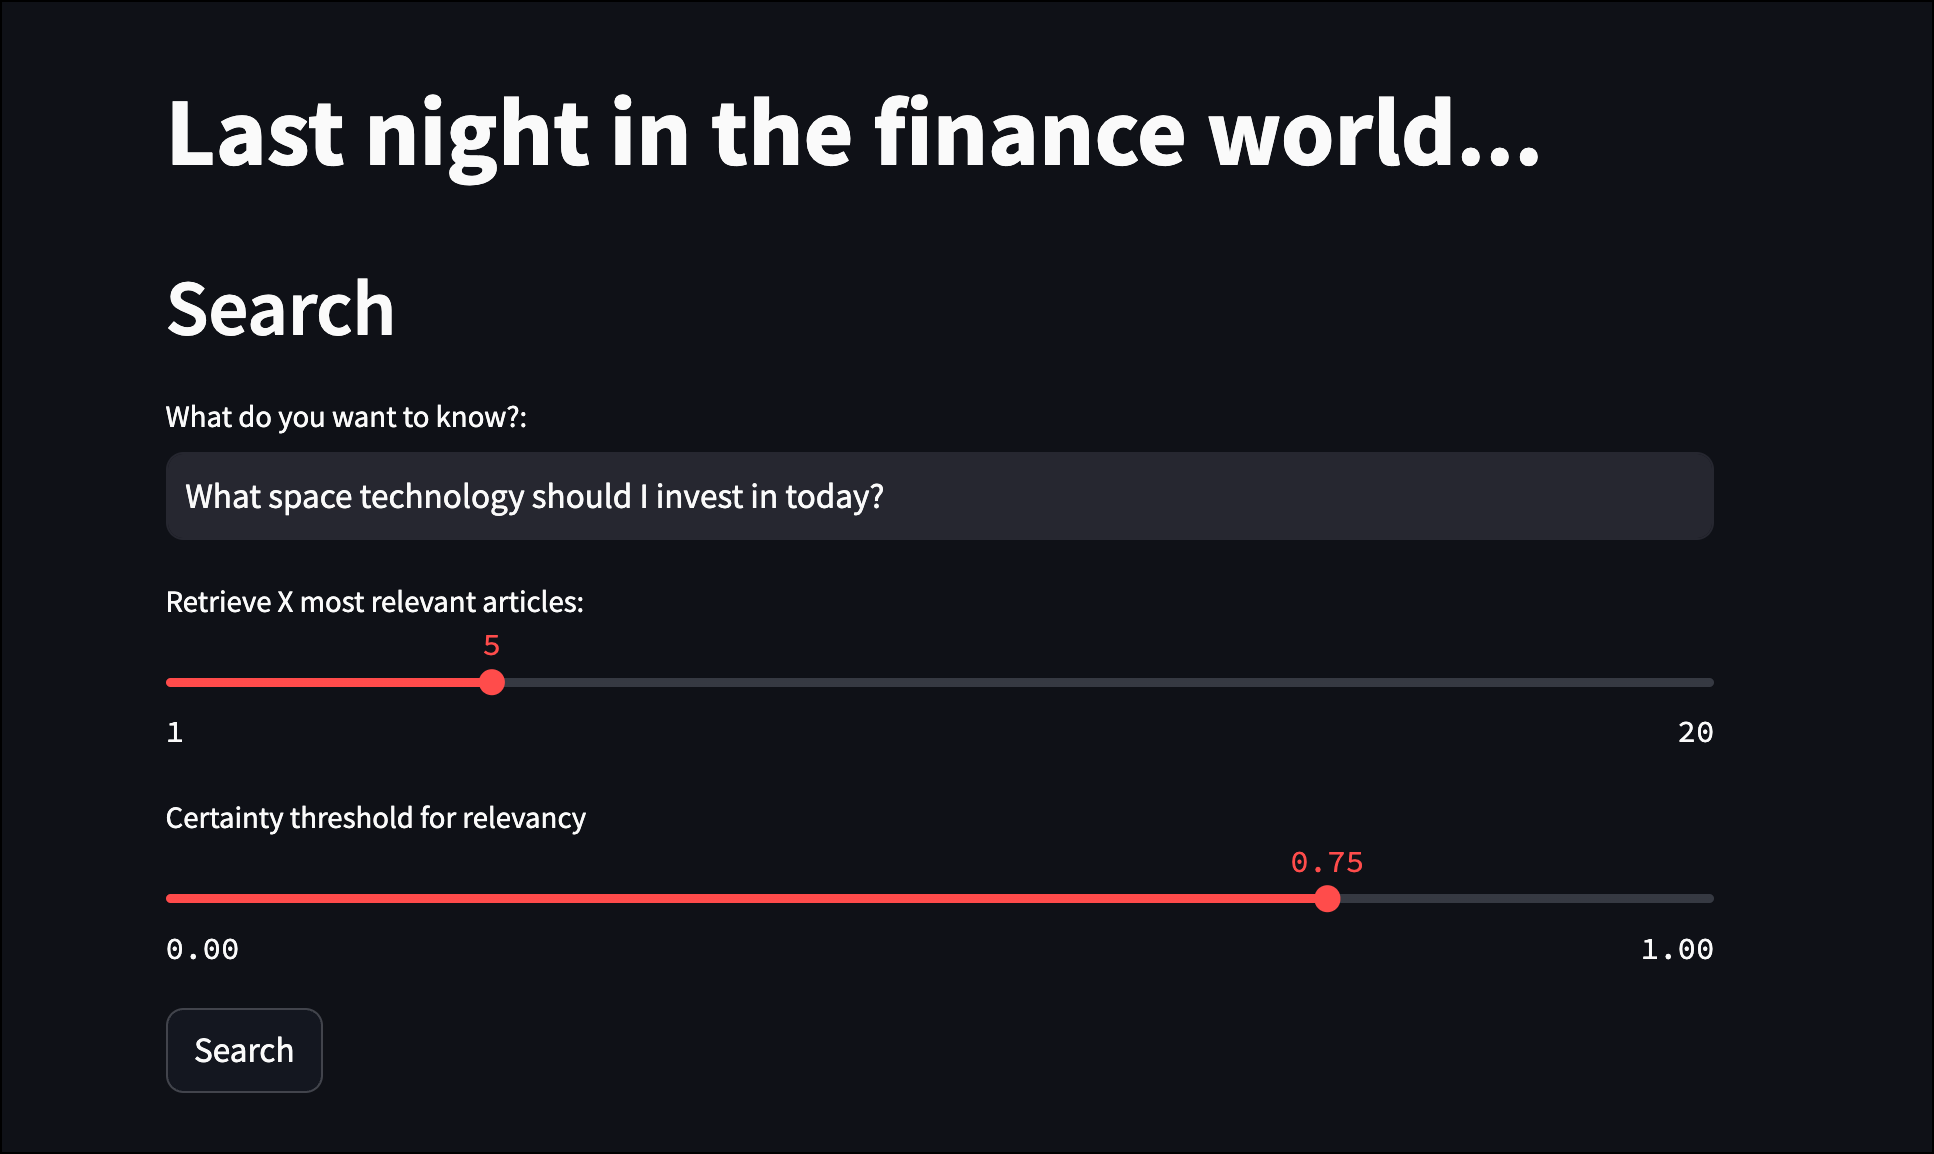 Last night in the finance world...
Search
What do you want to know?:
What space technology should I invest in today?
Retrieve X most relevant articles:
5
1 20
Certainty threshold for relevancy
0.75
0.00 1.00
Search